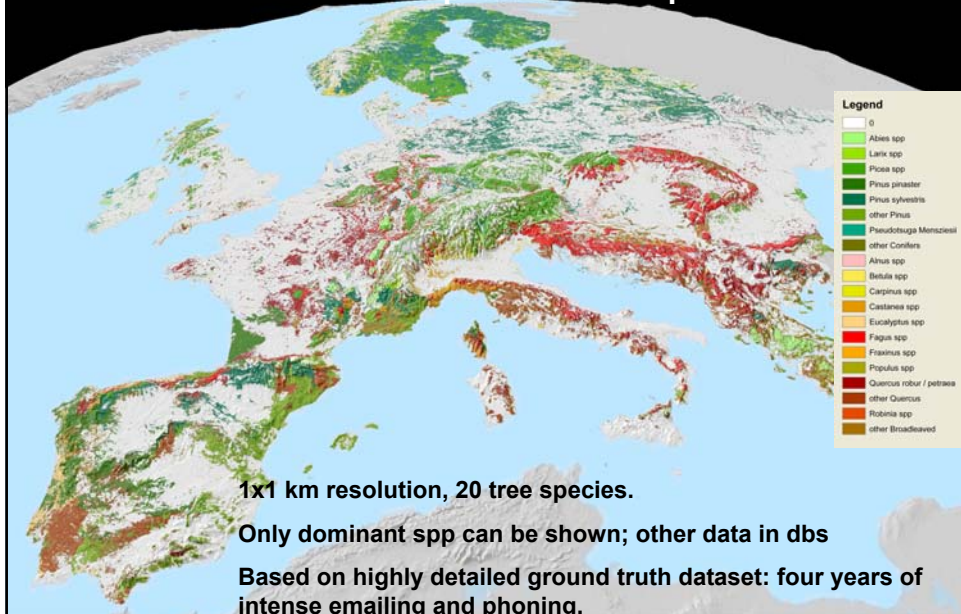 Legend
0
Abies spp
Larix spp
Picea spp
Pinus pinaster
Pinus sylvestris
other Pinus
Pseudotsuga Mensziesii
other Conifers
Alnus spp
Betula spp
Carpinus spp
Castanea spp
Eucalyptus spp
Fagus spp
Fraxinus spp
Populus spp
Quercus robur / petraea
other Quercus
Robinia spp
other Broadleaved
1x1 km resolution, 20 tree species.
Only dominant spp can be shown; other data in dbs
Based on highly detailed ground truth dataset: four years of
intense emailing and phoning.